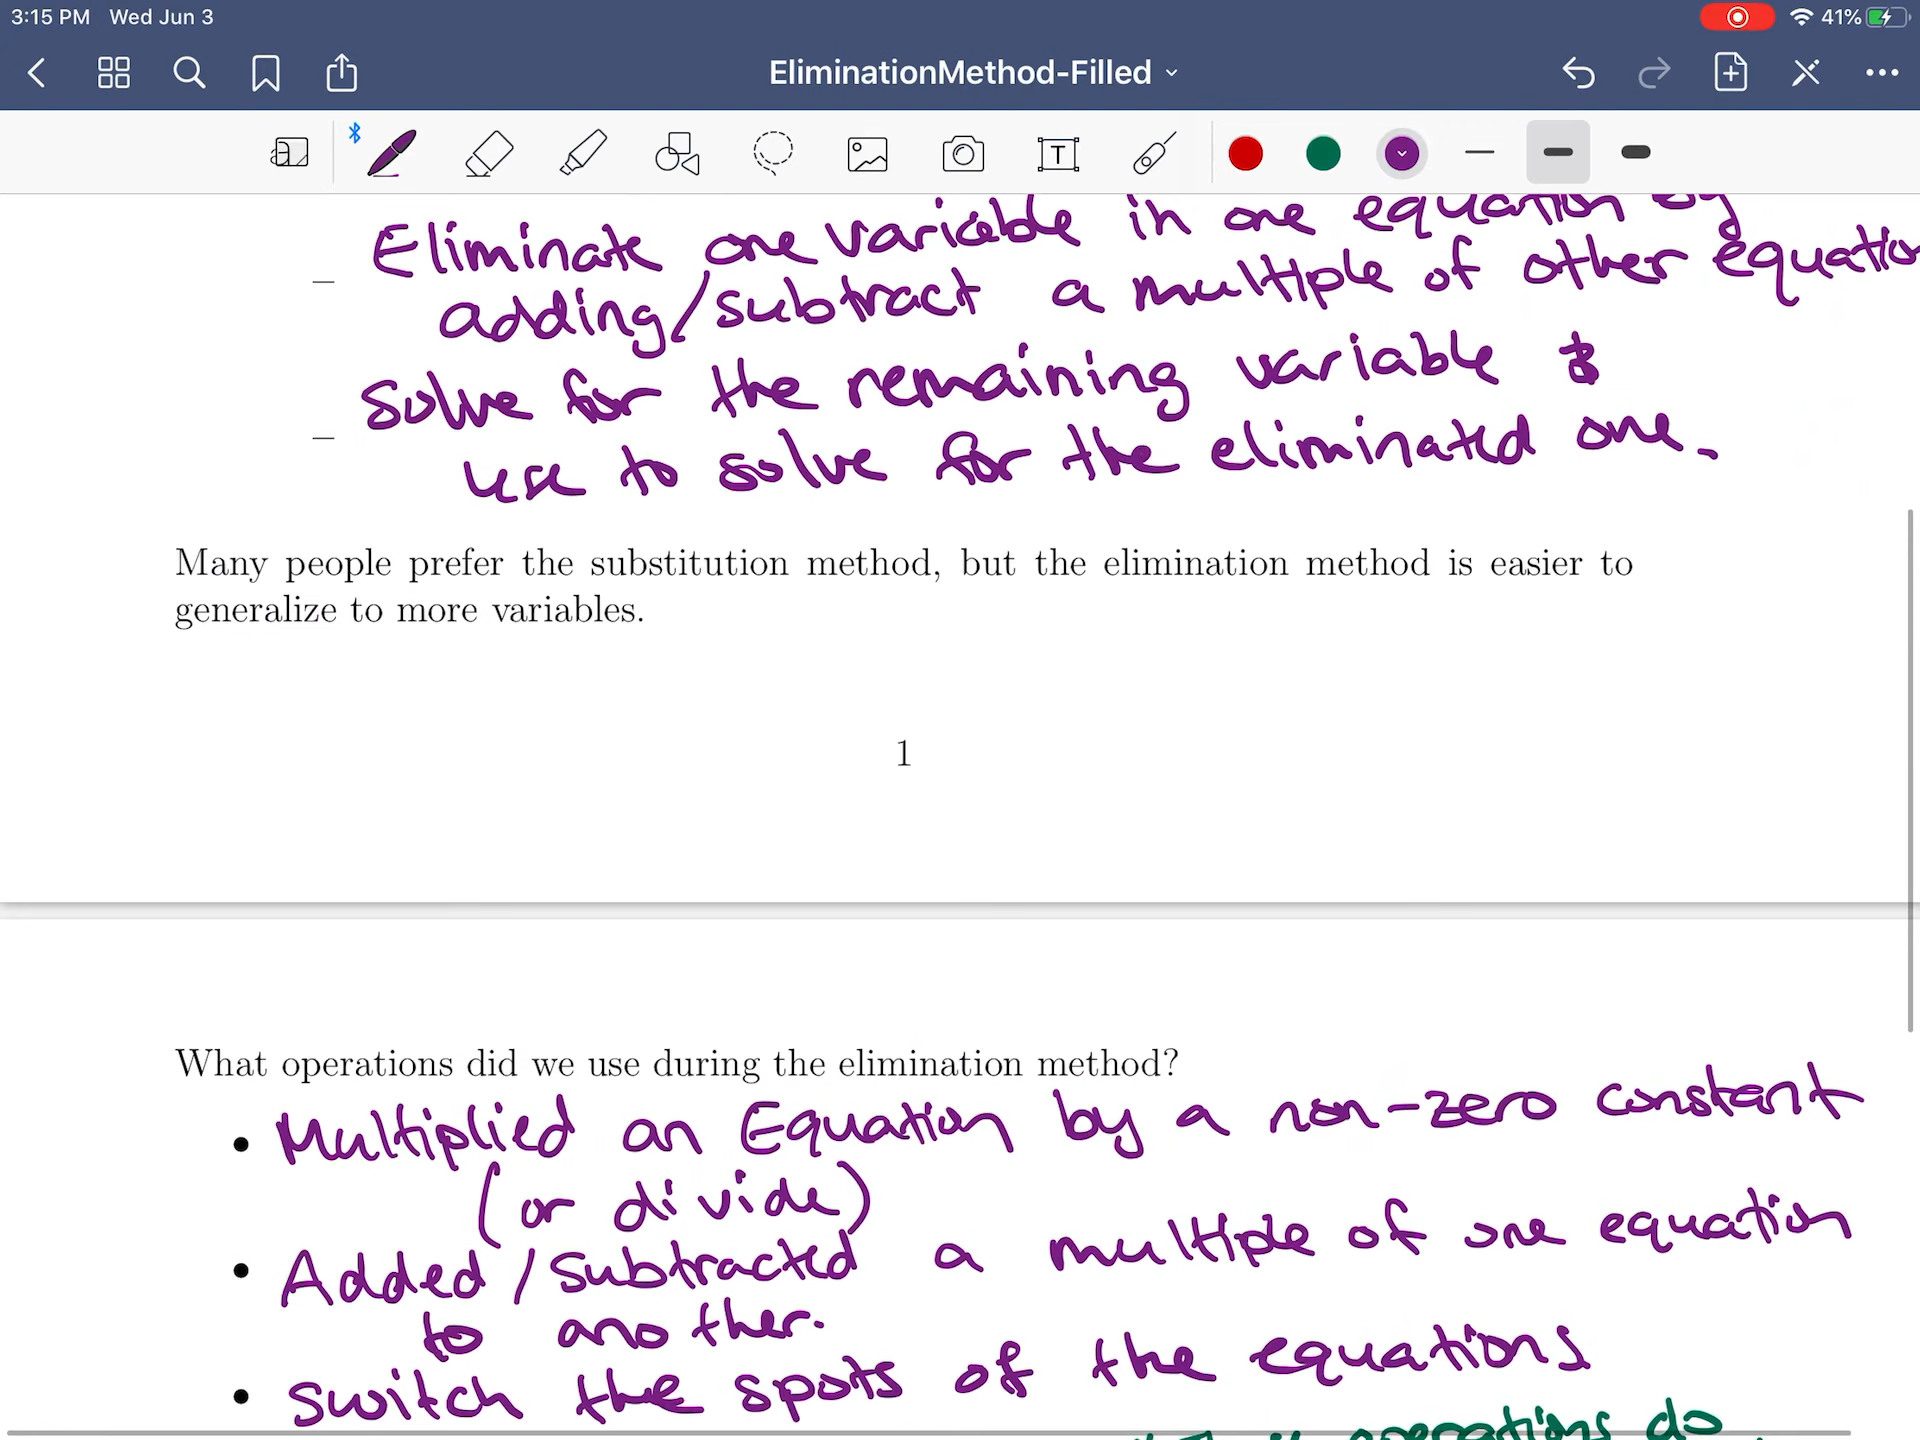 3:15 PM Wed Jun 3
41%
EliminationMethod-Filled
Eliminate one variable in one equation by
adding/subtract a multiple of other equation
– Solve for the remaining variable &
use to solve for the eliminated one.
Many people prefer the substitution method, but the elimination method is easier to
generalize to more variables.
1
What operations did we use during the elimination method?
• Multiplied an Equation by a non-zero constant
(or divide)
• Added/Subtracted a multiple of one equation
to another.
• Switch the spots of the equations
operations do